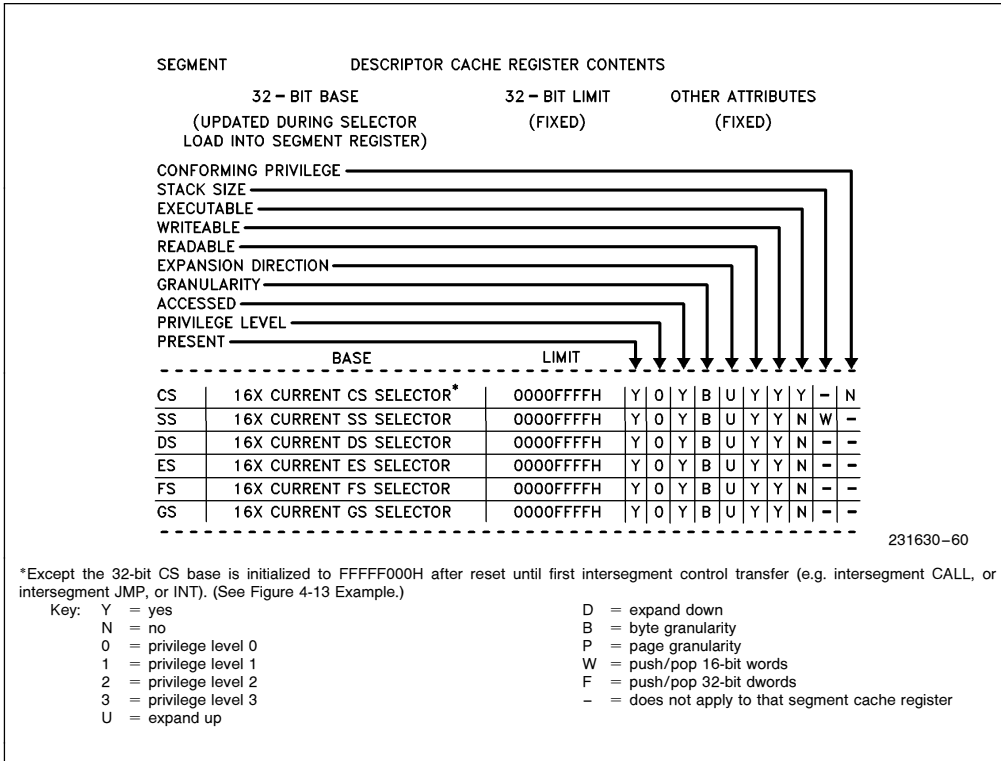 SEGMENT DESCRIPTOR CACHE REGISTER CONTENTS
32 – BIT BASE 32 – BIT LIMIT OTHER ATTRIBUTES
(UPDATED DURING SELECTOR (FIXED) (FIXED)
LOAD INTO SEGMENT REGISTER)
CONFORMING PRIVILEGE
STACK SIZE
EXECUTABLE
WRITEABLE
READABLE
EXPANSION DIRECTION
GRANULARITY
ACCESSED
PRIVILEGE LEVEL
PRESENT
BASE LIMIT
CS 16X CURRENT CS SELECTOR* 0000FFFFH Y 0 Y B U Y Y Y – N
SS 16X CURRENT SS SELECTOR 0000FFFFH Y 0 Y B U Y Y N W –
DS 16X CURRENT DS SELECTOR 0000FFFFH Y 0 Y B U Y Y N – –
ES 16X CURRENT ES SELECTOR 0000FFFFH Y 0 Y B U Y Y N – –
FS 16X CURRENT FS SELECTOR 0000FFFFH Y 0 Y B U Y Y N – –
GS 16X CURRENT GS SELECTOR 0000FFFFH Y 0 Y B U Y Y N – –
231630–60
*Except the 32-bit CS base is initialized to FFFFF000H after reset until first intersegment control transfer (e.g. intersegment CALL, or
intersegment JMP, or INT). (See Figure 4-13 Example.)
Key: Y = yes
N = no
0 = privilege level 0
1 = privilege level 1
2 = privilege level 2
3 = privilege level 3
U = expand up
D = expand down
B = byte granularity
P = page granularity
W = push/pop 16-bit words
F = push/pop 32-bit dwords
– = does not apply to that segment cache register